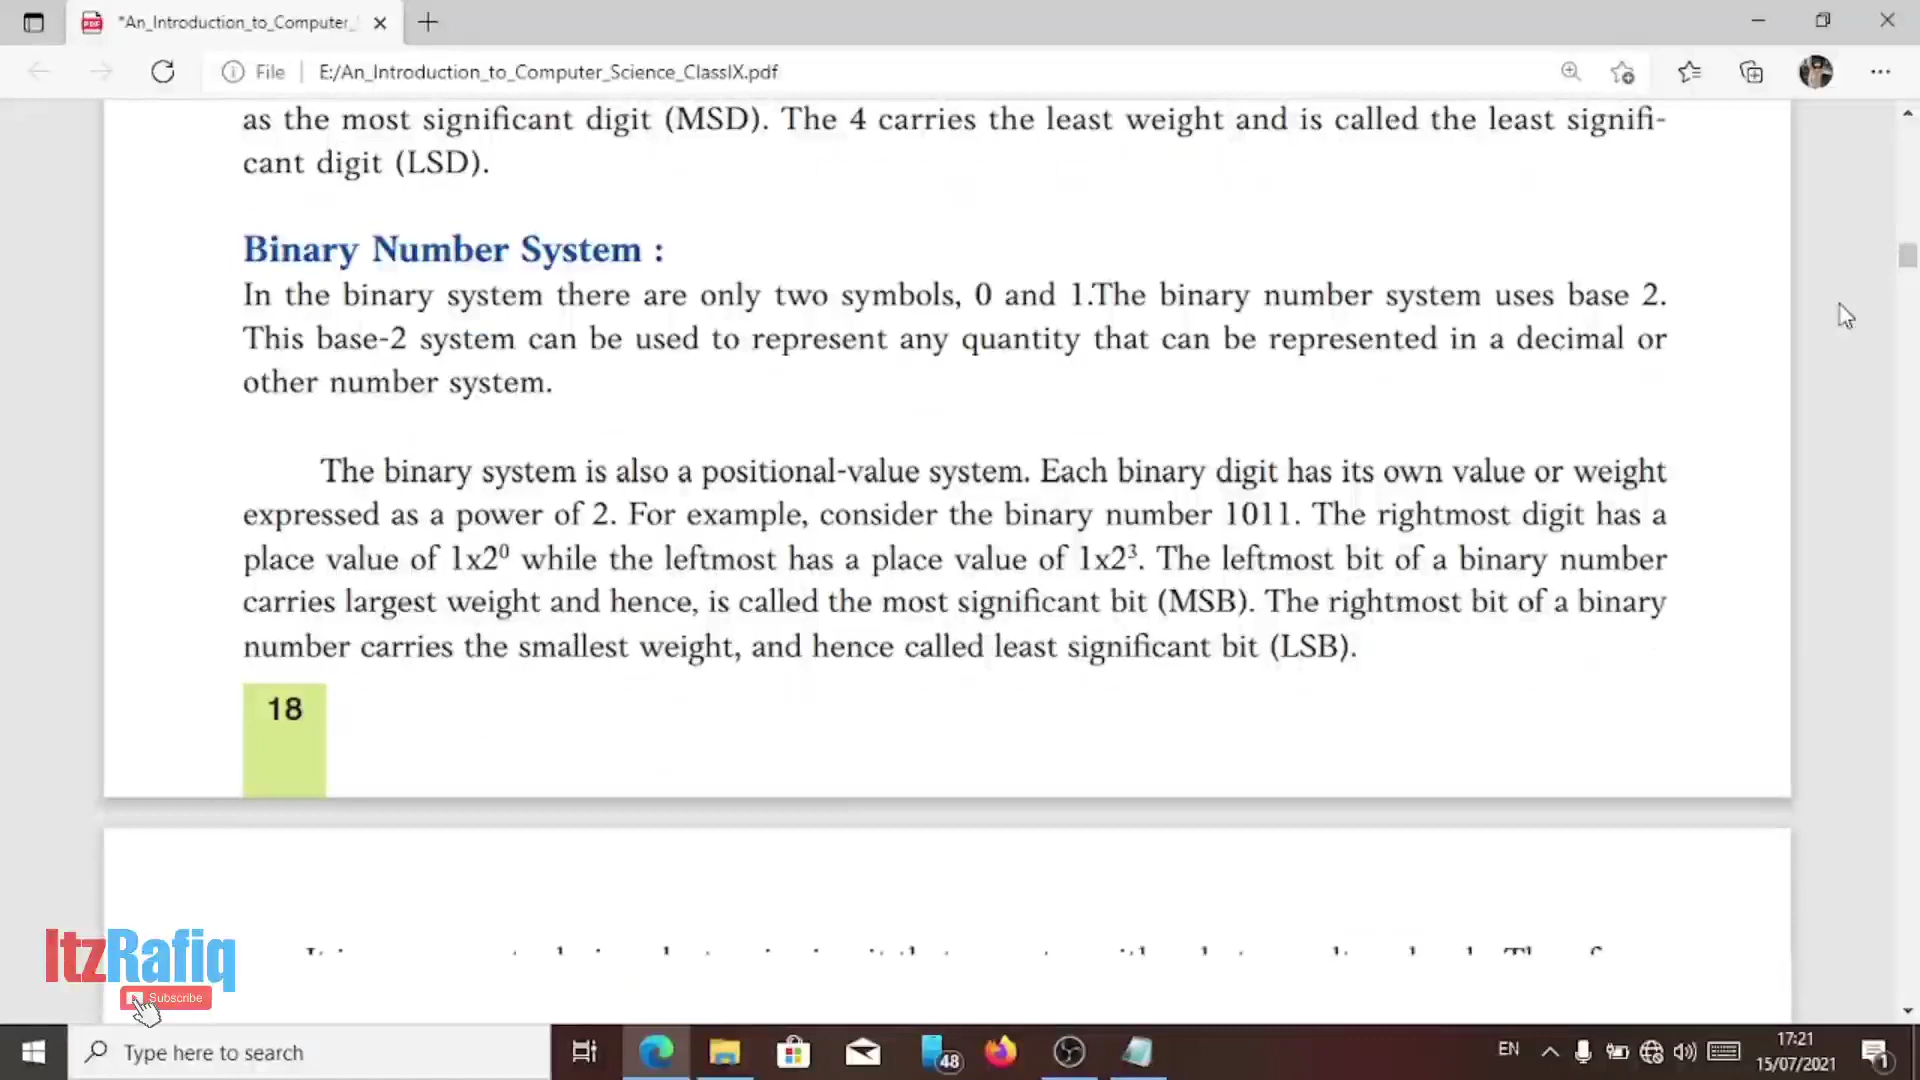 *An_Introduction_to_Computer_
File
E:/An_Introduction_to_Computer_Science_ClassIX.pdf
as the most significant digit (MSD). The 4 carries the least weight and is called the least signifi-
cant digit (LSD).
Binary Number System :
In the binary system there are only two symbols, 0 and 1.The binary number system uses base 2.
This base-2 system can be used to represent any quantity that can be represented in a decimal or
other number system.
The binary system is also a positional-value system. Each binary digit has its own value or weight
expressed as a power of 2. For example, consider the binary number 1011. The rightmost digit has a
place value of 1x2⁰ while the leftmost has a place value of 1x2³. The leftmost bit of a binary number
carries largest weight and hence, is called the most significant bit (MSB). The rightmost bit of a binary
number carries the smallest weight, and hence called least significant bit (LSB).
18
ItzRafiq
Subscribe
Type here to search
48
EN
17:21
15/07/2021
1